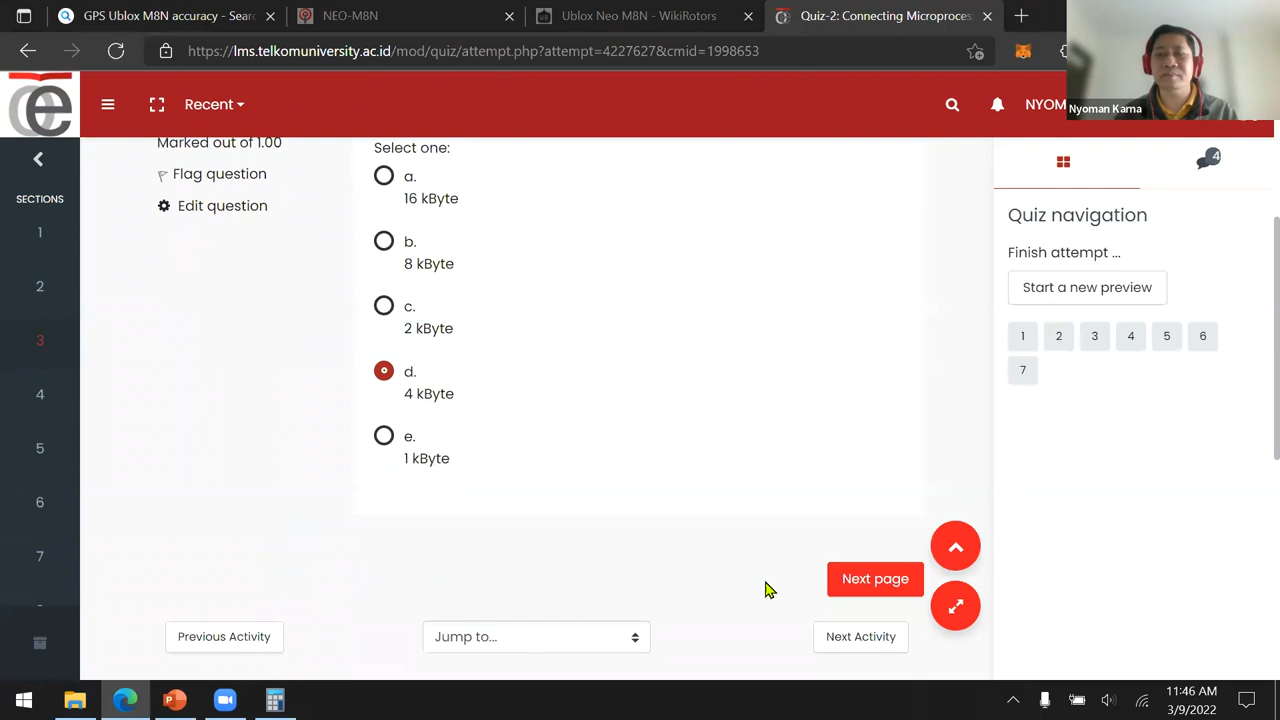 GPS Ublox M8N accuracy - Sear
NEO-M8N
Ublox Neo M8N - WikiRotors
Quiz-2: Connecting Microproces
https://lms.telkomuniversity.ac.id/mod/quiz/attempt.php?attempt=4227627&cmid=1998653
Nyoman Karna
Recent
NYOM
Marked out of 1.00
Flag question
Edit question
SECTIONS
1
2
3
4
5
6
7
Select one:
a.
16 kByte
b.
8 kByte
c.
2 kByte
d.
4 kByte
e.
1 kByte
Next page
Previous Activity
Jump to...
Next Activity
4
Quiz navigation
Finish attempt ...
Start a new preview
1 2 3 4 5 6
7
11:46 AM
3/9/2022